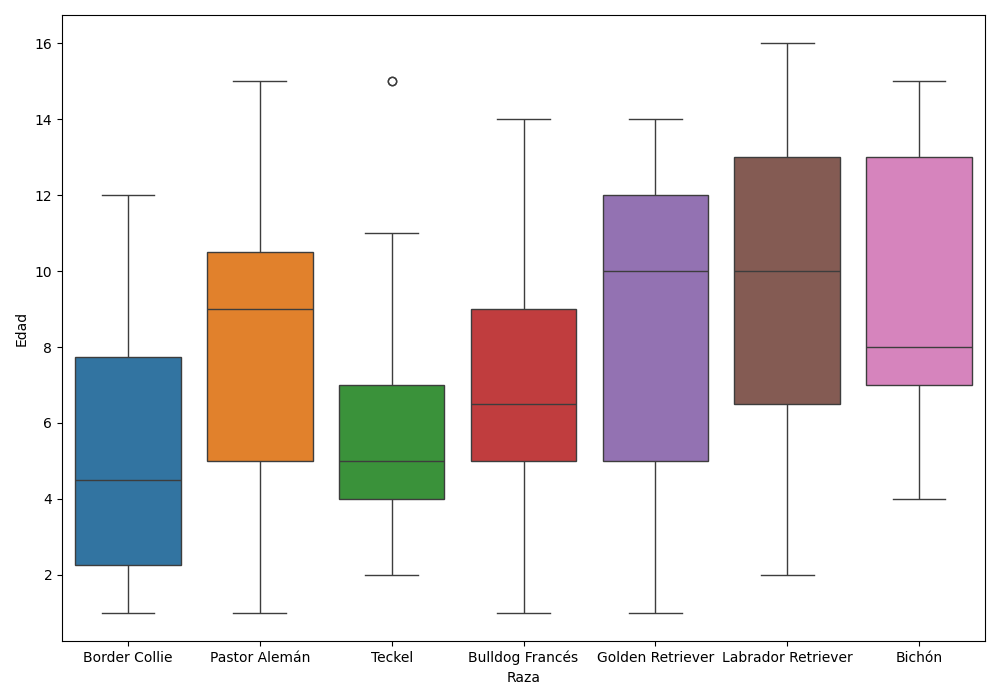 16
14
12
10
8
6
4
2
Edad
Border Collie Pastor Alemán Teckel Bulldog Francés Golden Retriever Labrador Retriever Bichón
Raza